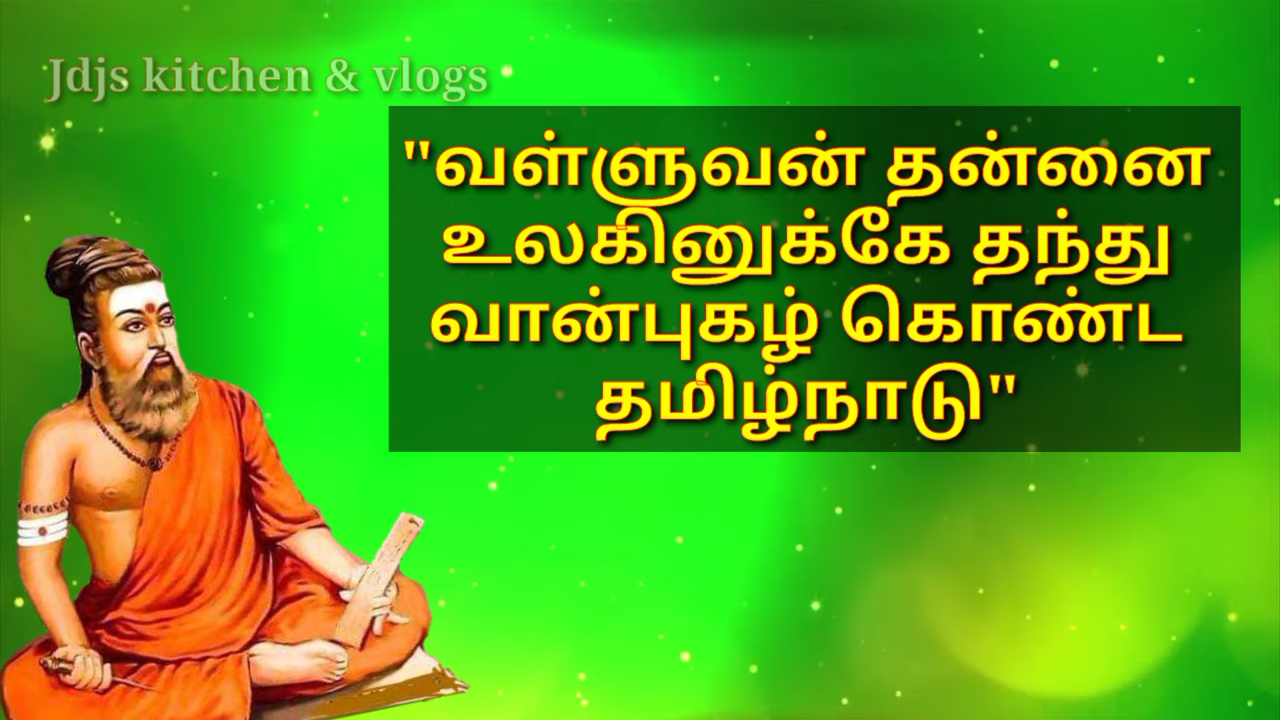 Jdjs kitchen & vlogs
"வள்ளுவன் தன்னை
உலகினுக்கே தந்து
வான்புகழ் கொண்ட
தமிழ்நாடு"